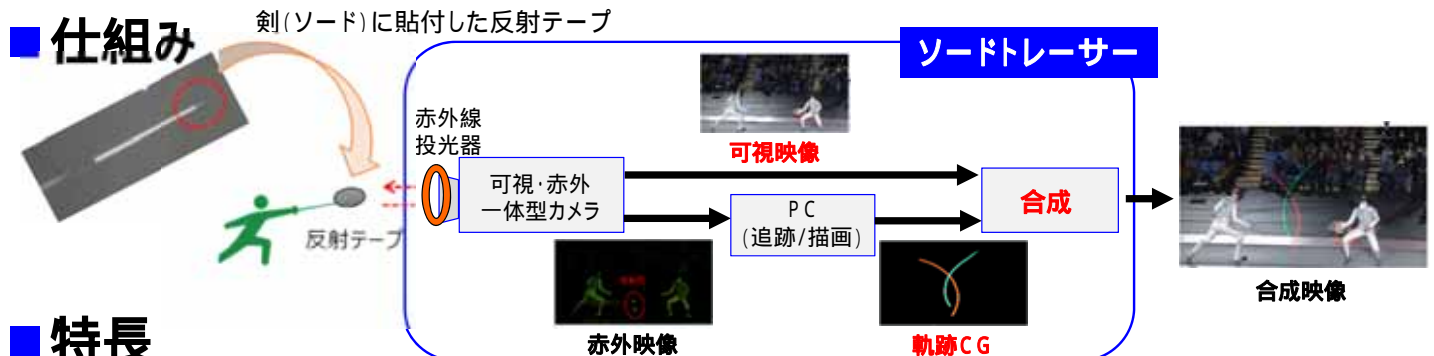 ■仕組み
剣(ソード)に貼付した反射テープ
ソードトレーサー
赤外線
投光器
可視映像
可視･赤外
一体型カメラ
PC
(追跡/描画)
合成
反射テープ
赤外映像
軌跡CG
合成映像
■特長